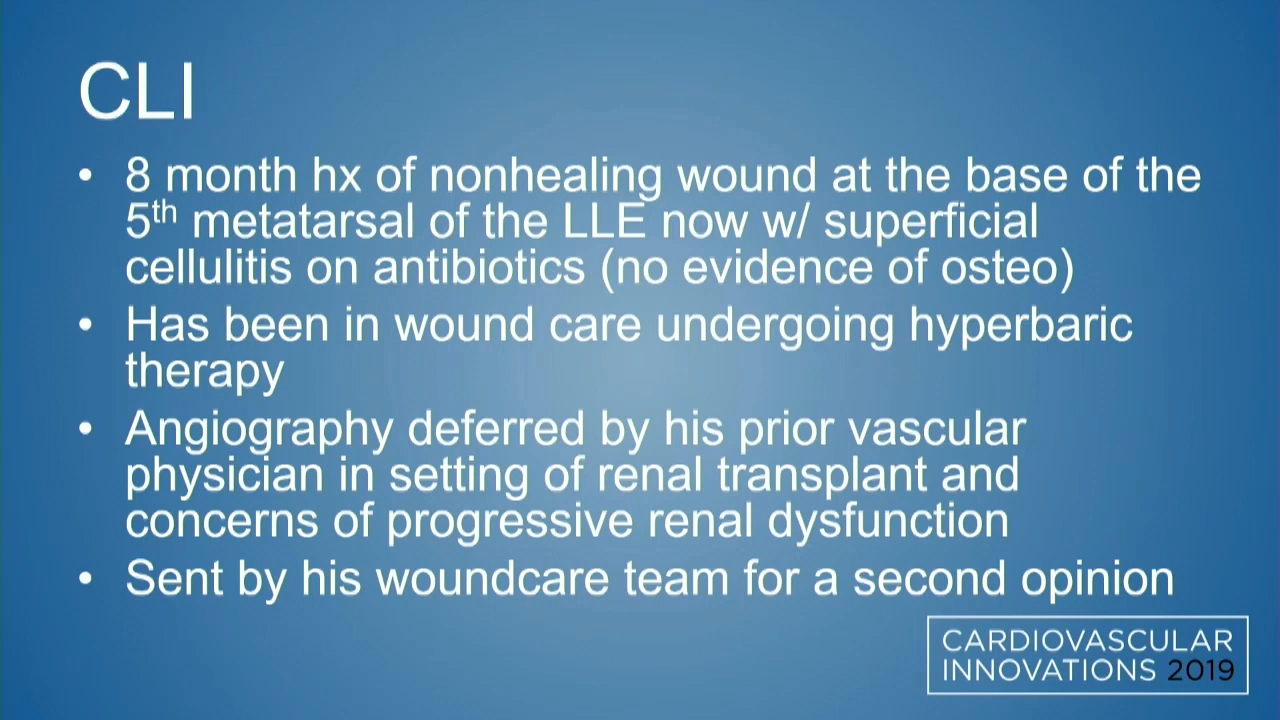 CLI
• 8 month hx of nonhealing wound at the base of the
5th metatarsal of the LLE now w/ superficial
cellulitis on antibiotics (no evidence of osteo)
• Has been in wound care undergoing hyperbaric
therapy
• Angiography deferred by his prior vascular
physician in setting of renal transplant and
concerns of progressive renal dysfunction
• Sent by his woundcare team for a second opinion
CARDIOVASCULAR
INNOVATIONS 2019